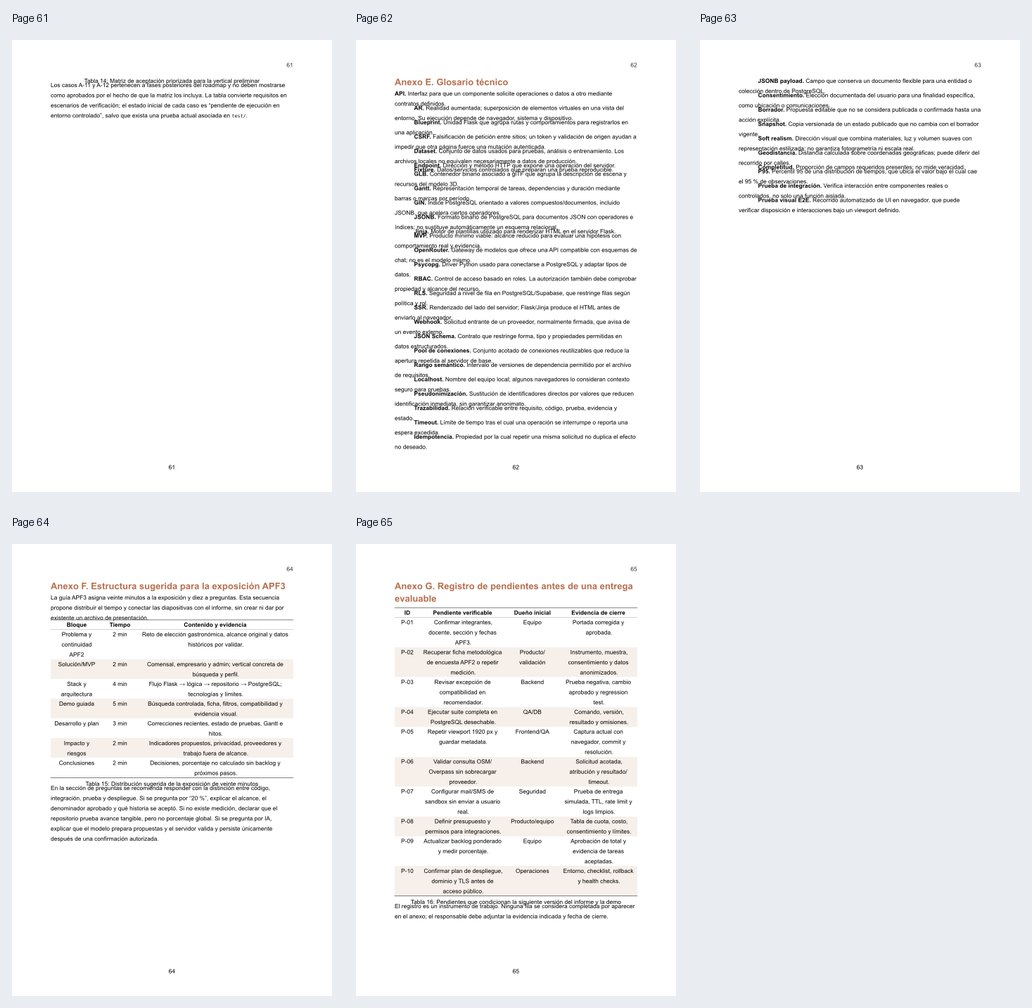 Page 61
61
Tabla 14: Matriz de aceptación priorizada para la vertical preliminar
Los casos A-11 y A-12 pertenecen a fases posteriores del roadmap y no deben mostrarse
como aprobados por el hecho de que la matriz los incluya. La tabla convierte requisitos en
escenarios de verificación; el estado inicial de cada caso es "pendiente de ejecución en
entorno controlado", salvo que exista una prueba actual asociada en test/.
61
Page 62
62
Anexo E. Glosario técnico
API. Interfaz para que un componente solicite operaciones o datos a otro mediante
contratos definidos.
AR. Realidad aumentada; superposición de elementos virtuales en una vista del
entorno. Su ejecución depende de navegador, sistema y dispositivo.
Blueprint. Unidad Flask que agrupa rutas y comportamientos para registrarlos en
una aplicación.
CSRF. Falsificación de petición entre sitios; un token y validación de origen ayudan a
impedir que otra página fuerce una mutación autenticada.
Dataset. Conjunto de datos usados para pruebas, análisis o entrenamiento. Los
archivos locales no equivalen necesariamente a datos de producción.
Endpoint. Dirección y método HTTP que expone una operación del servidor.
Fixture. Datos/servicios controlados que preparan una prueba reproducible.
GLB. Contenedor binario asociado a glTF que agrupa la descripción de escena y
recursos del modelo 3D.
Gantt. Representación temporal de tareas, dependencias y duración mediante
barras o marcas por periodo.
GIN. Índice PostgreSQL orientado a valores compuestos/documentos, incluido
JSONB, que acelera ciertos operadores.
JSONB. Formato binario de PostgreSQL para documentos JSON con operadores e
índices; no sustituye automáticamente un esquema relacional.
Jinja. Motor de plantillas utilizado para renderizar HTML en el servidor Flask.
MVP. Producto mínimo viable: alcance reducido para evaluar una hipótesis con
comportamiento real y evidencia.
OpenRouter. Gateway de modelos que ofrece una API compatible con esquemas de
chat; no es el modelo mismo.
Psycopg. Driver Python usado para conectarse a PostgreSQL y adaptar tipos de
datos.
RBAC. Control de acceso basado en roles. La autorización también debe comprobar
propiedad y alcance del recurso.
RLS. Seguridad a nivel de fila en PostgreSQL/Supabase, que restringe filas según
política y rol.
SSR. Renderizado del lado del servidor; Flask/Jinja produce el HTML antes de
enviarlo al navegador.
Webhook. Solicitud entrante de un proveedor, normalmente firmada, que avisa de
un evento externo.
JSON Schema. Contrato que restringe forma, tipo y propiedades permitidas en
datos estructurados.
Pool de conexiones. Conjunto acotado de conexiones reutilizables que reduce la
apertura repetida al servidor de base.
Rango semántico. Intervalo de versiones de dependencia permitido por el archivo
de requisitos.
Localhost. Nombre del equipo local; algunos navegadores lo consideran contexto
seguro para pruebas.
Pseudonimización. Sustitución de identificadores directos por valores que reducen
identificación inmediata, sin garantizar anonimato.
Trazabilidad. Relación verificable entre requisito, código, prueba, evidencia y
estado.
Timeout. Límite de tiempo tras el cual una operación se interrumpe o reporta una
espera excedida.
Idempotencia. Propiedad por la cual repetir una misma solicitud no duplica el efecto
no deseado.
62
Page 63
63
JSONB payload. Campo que conserva un documento flexible para una entidad o
colección dentro de PostgreSQL.
Consentimiento. Elección documentada del usuario para una finalidad específica,
como ubicación o comunicaciones.
Borrador. Propuesta editable que no se considera publicada o confirmada hasta una
acción explícita.
Snapshot. Copia versionada de un estado publicado que no cambia con el borrador
vigente.
Soft realism. Dirección visual que combina materiales, luz y volumen suaves con
representación estilizada; no garantiza fotogrametría ni escala real.
Geodistancia. Distancia calculada sobre coordenadas geográficas; puede diferir del
recorrido por calles.
Completitud. Proporción de campos requeridos presentes; no mide veracidad.
P95. Percentil 95 de una distribución de tiempos, que ubica el valor bajo el cual cae
el 95 % de observaciones.
Prueba de integración. Verifica interacción entre componentes reales o
controlados, no solo una función aislada.
Prueba visual E2E. Recorrido automatizado de UI en navegador, que puede
verificar disposición e interacciones bajo un viewport definido.
63
Page 64
64
Anexo F. Estructura sugerida para la exposición APF3
La guía APF3 asigna veinte minutos a la exposición y diez a preguntas. Esta secuencia
propone distribuir el tiempo y conectar las diapositivas con el informe, sin crear ni dar por
existente un archivo de presentación.
Bloque Tiempo Contenido y evidencia
Problema y continuidad APF2 2 min Reto de elección gastronómica, alcance original y datos históricos por validar.
Solución/MVP 2 min Comensal, empresario y admin; vertical concreta de búsqueda y perfil.
Stack y arquitectura 4 min Flujo Flask → lógica → repositorio → PostgreSQL; tecnologías y límites.
Demo guiada 5 min Búsqueda controlada, ficha, filtros, compatibilidad y evidencia visual.
Desarrollo y plan 3 min Correcciones recientes, estado de pruebas, Gantt e hitos.
Impacto y riesgos 2 min Indicadores propuestos, privacidad, proveedores y trabajo fuera de alcance.
Conclusiones 2 min Decisiones, porcentaje no calculado sin backlog y próximos pasos.
Tabla 15: Distribución sugerida de la exposición de veinte minutos
En la sección de preguntas se recomienda responder con la distinción entre código,
integración, prueba y despliegue. Si se pregunta por "20 %", explicar el alcance, el
denominador aprobado y qué historia se aceptó. Si no existe medición, declarar que el
repositorio prueba avance tangible, pero no porcentaje global. Si se pregunta por IA,
explicar que el modelo prepara propuestas y el servidor valida y persiste únicamente
después de una confirmación autorizada.
64
Page 65
65
Anexo G. Registro de pendientes antes de una entrega
evaluable
ID Pendiente verificable Dueño inicial Evidencia de cierre
P-01 Confirmar integrantes, docente, sección y fechas APF3. Equipo Portada corregida y aprobada.
P-02 Recuperar ficha metodológica de encuesta APF2 o repetir medición. Producto/ validación Instrumento, muestra, consentimiento y datos anonimizados.
P-03 Revisar excepción de compatibilidad en recomendador. Backend Prueba negativa, cambio aprobado y regression test.
P-04 Ejecutar suite completa en PostgreSQL desechable. QA/DB Comando, versión, resultado y omisiones.
P-05 Repetir viewport 1920 px y guardar metadata. Frontend/QA Captura actual con navegador, commit y resolución.
P-06 Validar consulta OSM/ Overpass sin sobrecargar proveedor. Backend Solicitud acotada, atribución y resultado/ timeout.
P-07 Configurar mail/SMS de sandbox sin enviar a usuario real. Seguridad Prueba de entrega simulada, TTL, rate limit y logs limpios.
P-08 Definir presupuesto y permisos para integraciones. Producto/equipo Tabla de cuota, costo, consentimiento y límites.
P-09 Actualizar backlog ponderado y medir porcentaje. Equipo Aprobación de total y evidencia de tareas aceptadas.
P-10 Confirmar plan de despliegue, dominio y TLS antes de acceso público. Operaciones Entorno, checklist, rollback y health checks.
Tabla 16: Pendientes que condicionan la siguiente versión del informe y la demo
El registro es un instrumento de trabajo. Ninguna fila se considera completada por aparecer
en el anexo; el responsable debe adjuntar la evidencia indicada y fecha de cierre.
65